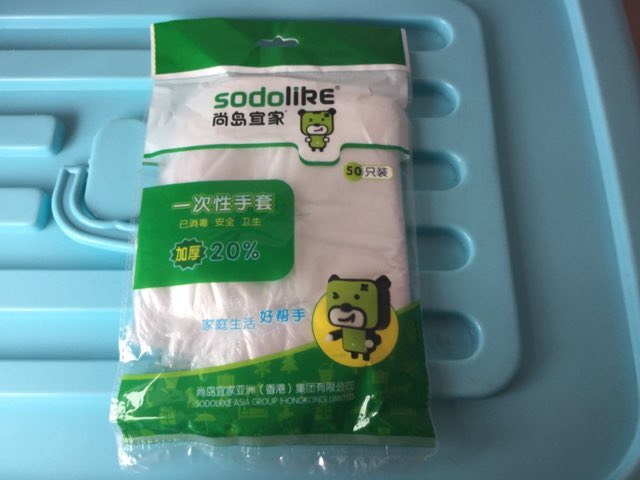 sodolike®
尚岛宜家
50只装
一次性手套
已消毒 安全 卫生
加厚 20%
家庭生活 好帮手
尚岛宜家亚洲（香港）集团有限公司
SODOLIKE ASIA GROUP (HONGKONG) LIMITED